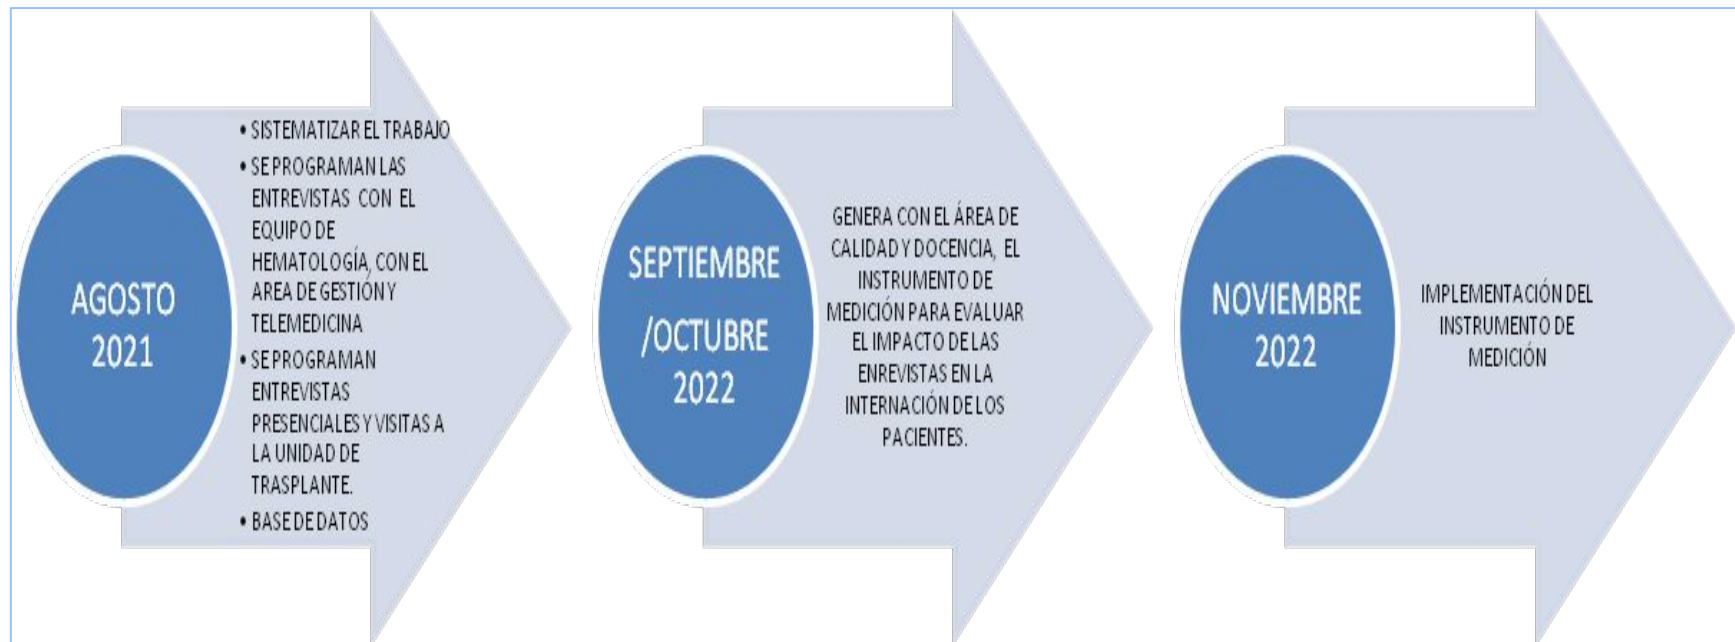 AGOSTO
2021
• SISTEMATIZAR EL TRABAJO
• SE PROGRAMAN LAS
ENTREVISTAS CON EL
EQUIPO DE
HEMATOLOGÍA, CON EL
AREA DE GESTIÓN Y
TELEMEDICINA
• SE PROGRAMAN
ENTREVISTAS
PRESENCIALES Y VISITAS A
LA UNIDAD DE
TRASPLANTE.
• BASE DE DATOS
SEPTIEMBRE
/OCTUBRE
2022
GENERA CON EL ÁREA DE
CALIDAD Y DOCENCIA, EL
INSTRUMENTO DE
MEDICIÓN PARA EVALUAR
EL IMPACTO DE LAS
ENREVISTAS EN LA
INTERNACIÓN DE LOS
PACIENTES.
NOVIEMBRE
2022
IMPLEMENTACIÓN DEL
INSTRUMENTO DE
MEDICIÓN